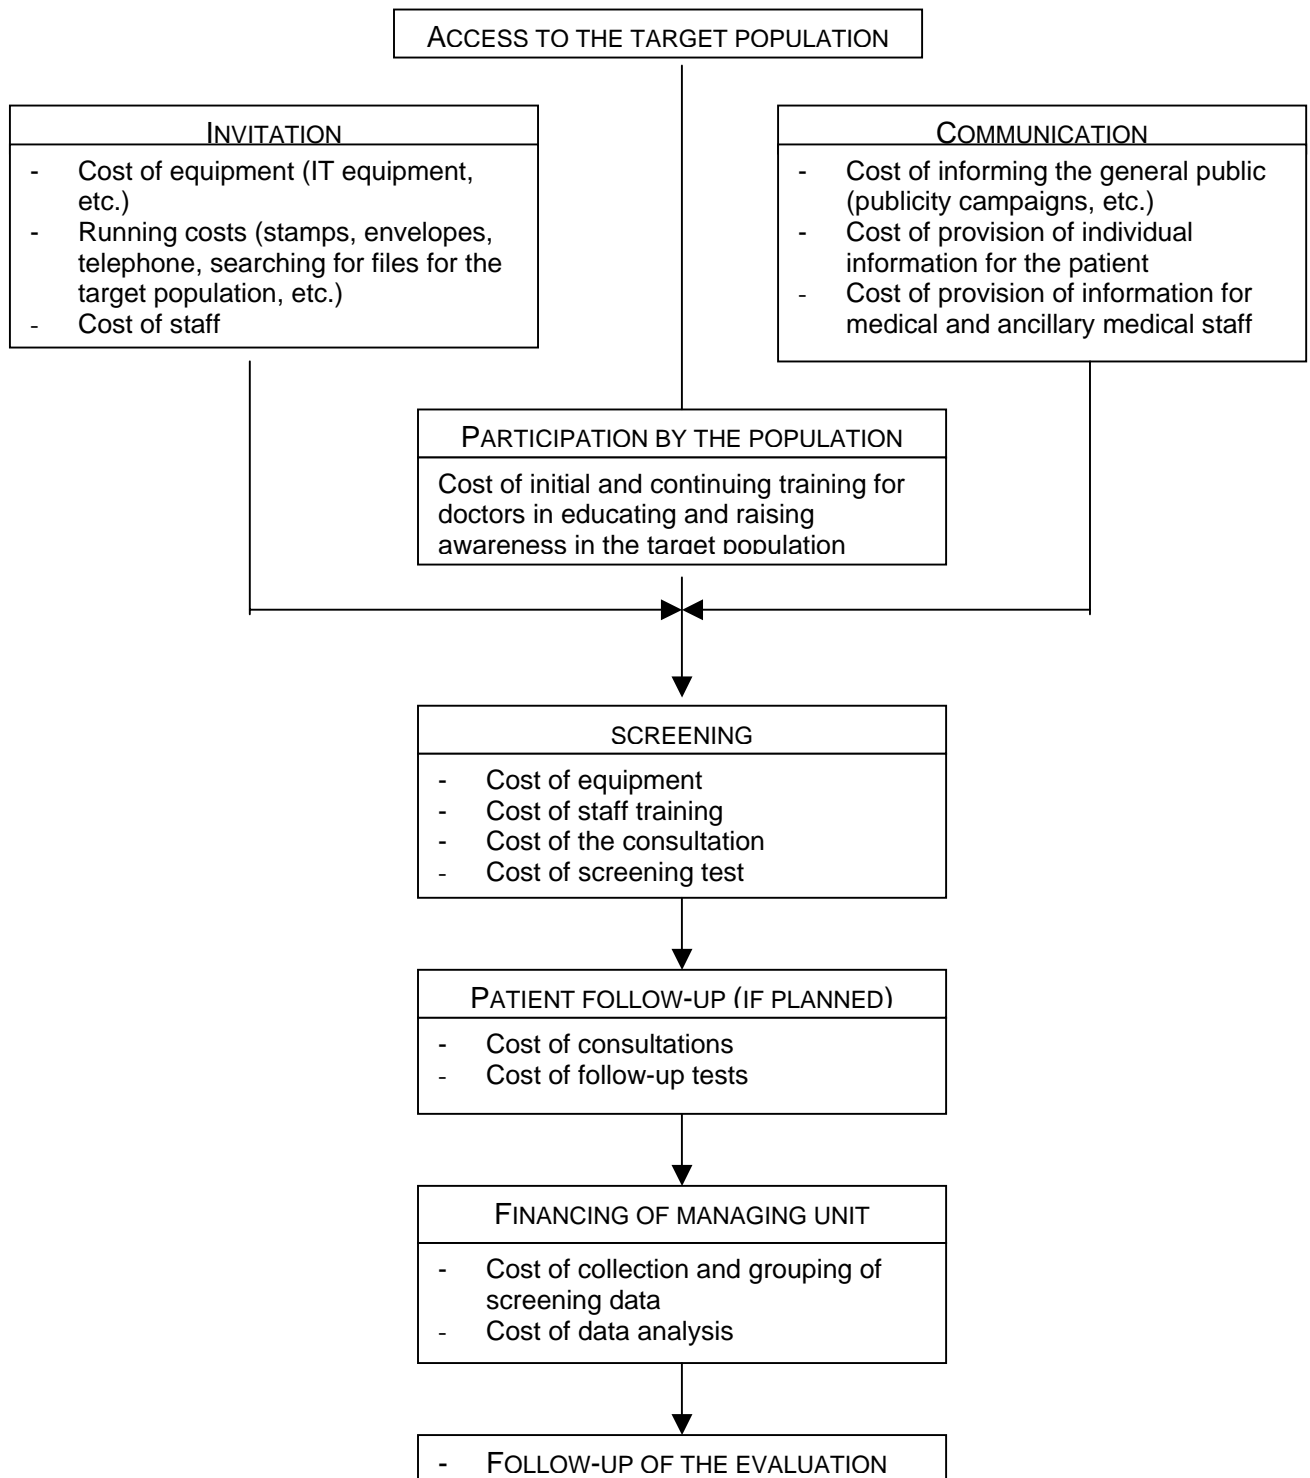 ACCESS TO THE TARGET POPULATION
INVITATION
- Cost of equipment (IT equipment,
etc.)
- Running costs (stamps, envelopes,
telephone, searching for files for the
target population, etc.)
- Cost of staff
COMMUNICATION
- Cost of informing the general public
(publicity campaigns, etc.)
- Cost of provision of individual
information for the patient
- Cost of provision of information for
medical and ancillary medical staff
PARTICIPATION BY THE POPULATION
Cost of initial and continuing training for
doctors in educating and raising
awareness in the target population
SCREENING
- Cost of equipment
- Cost of staff training
- Cost of the consultation
- Cost of screening test
PATIENT FOLLOW-UP (IF PLANNED)
- Cost of consultations
- Cost of follow-up tests
FINANCING OF MANAGING UNIT
- Cost of collection and grouping of
screening data
- Cost of data analysis
- FOLLOW-UP OF THE EVALUATION